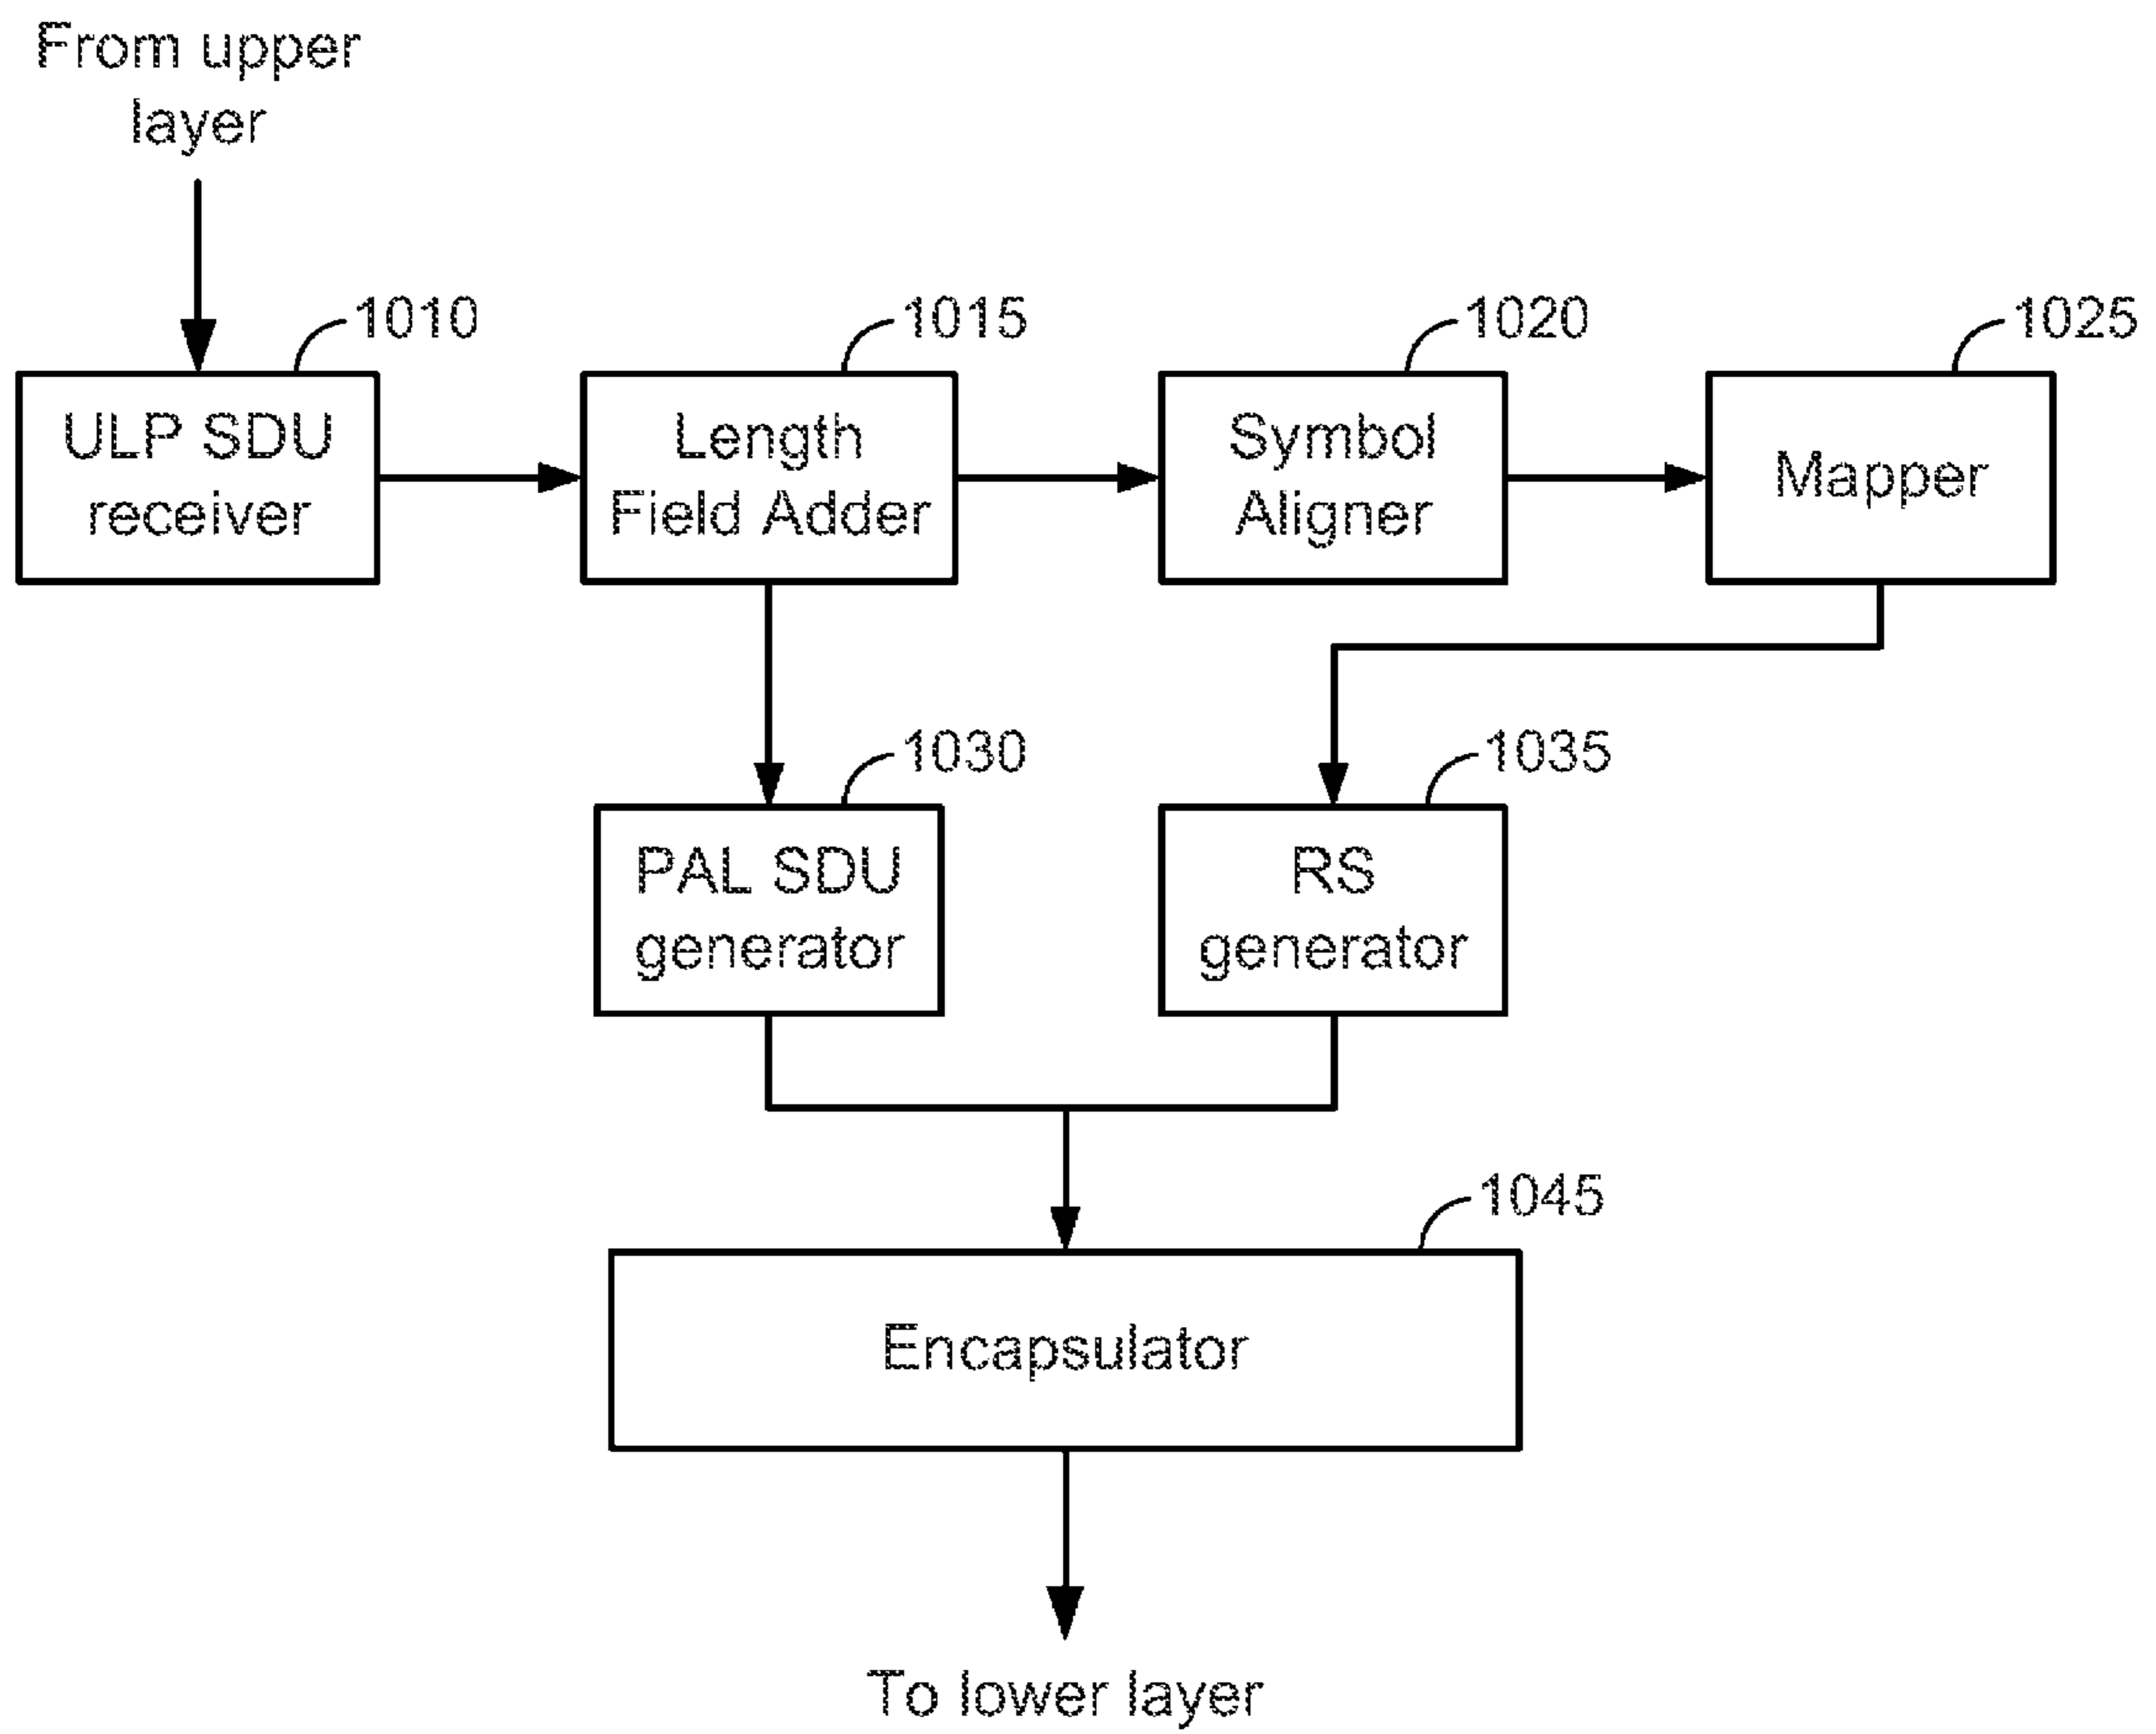 From upper
layer
1010
1015
1020
1025
ULP SDU
receiver
Length
Field Adder
Symbol
Aligner
Mapper
1030
1035
PAL SDU
generator
RS
generator
1045
Encapsulator
To lower layer